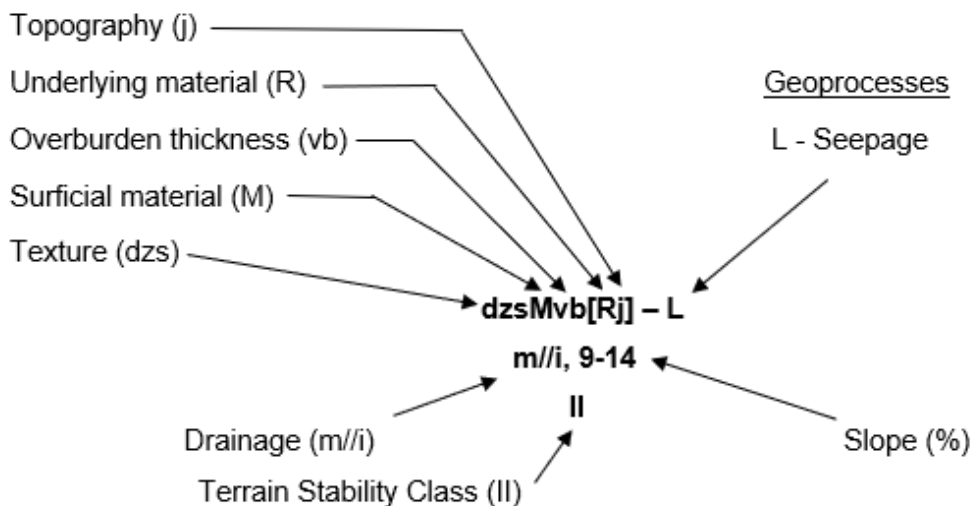 Topography (j)
Underlying material (R)
Overburden thickness (vb)
Surficial material (M)
Texture (dzs)
Geoprocesses
L - Seepage
dzsMvb[Rj] – L
m//i, 9-14
II
Drainage (m//i)
Slope (%)
Terrain Stability Class (II)